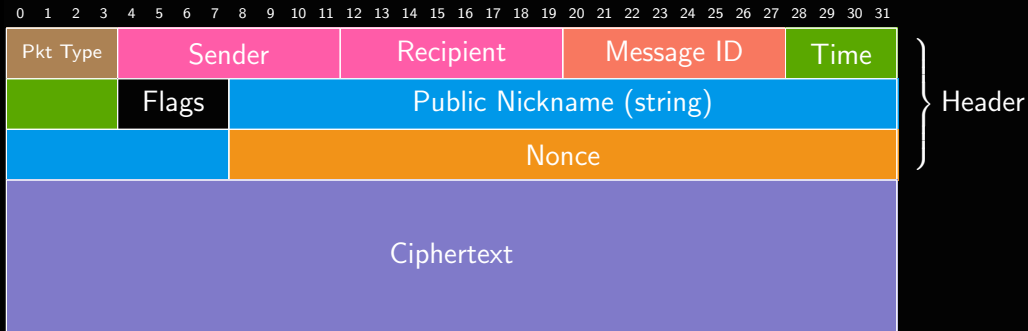 0 1 2 3 4 5 6 7 8 9 10 11 12 13 14 15 16 17 18 19 20 21 22 23 24 25 26 27 28 29 30 31
Pkt Type Sender Recipient Message ID Time
Flags Public Nickname (string) Header
Nonce
Ciphertext